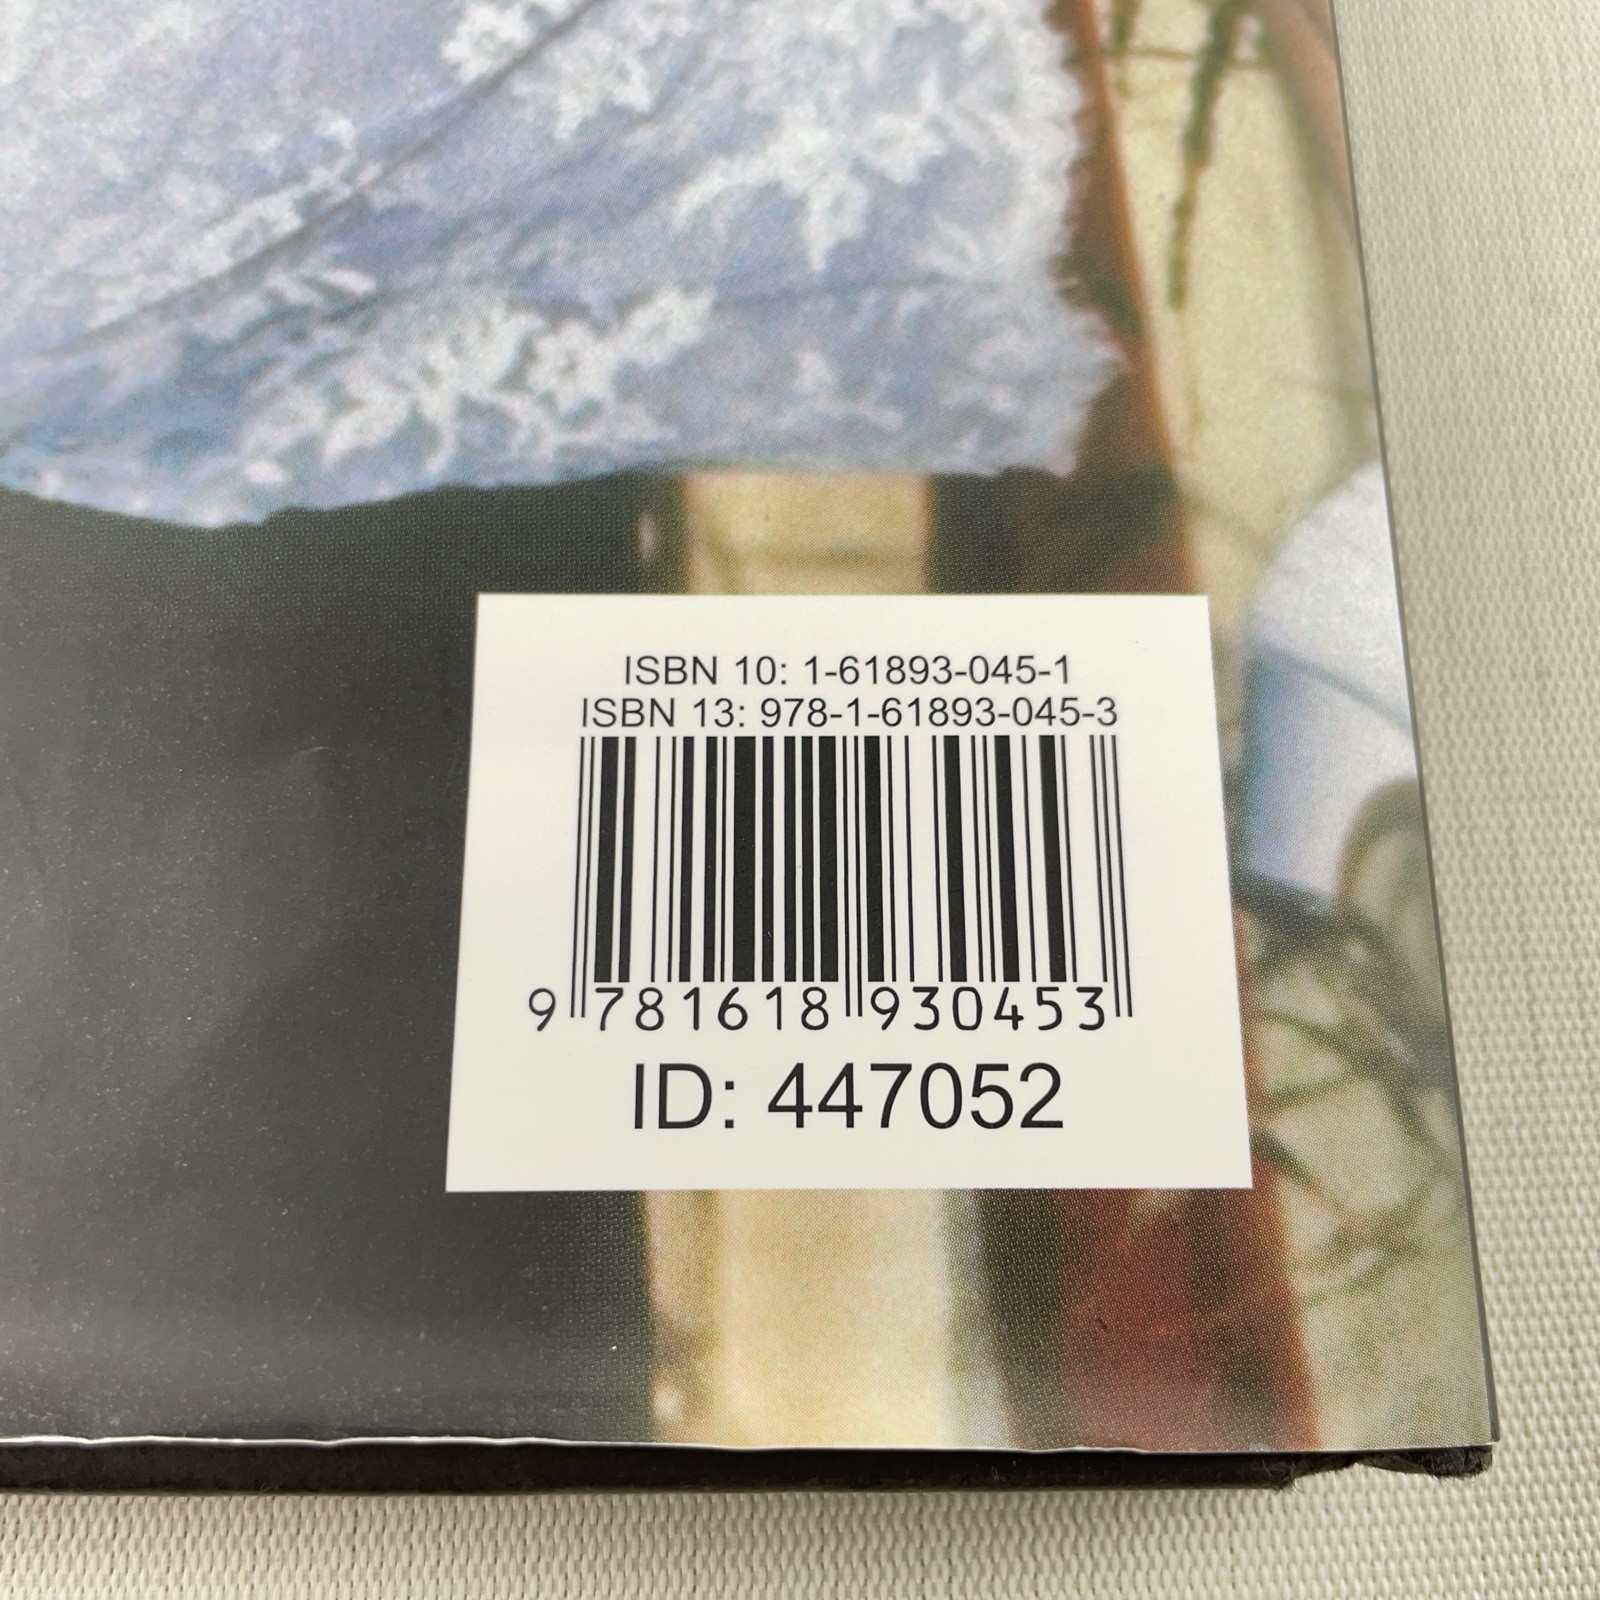 ISBN 10: 1-61893-045-1
ISBN 13: 978-1-61893-045-3
9 781618 930453
ID: 447052